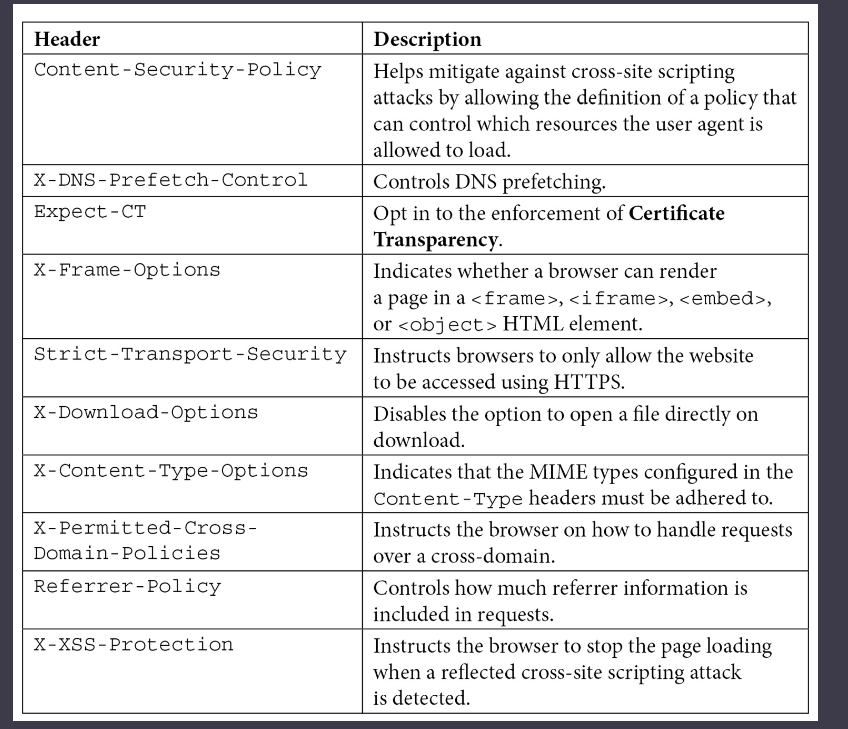 Header
Description
Content-Security-Policy
Helps mitigate against cross-site scripting
attacks by allowing the definition of a policy that
can control which resources the user agent is
allowed to load.
X-DNS-Prefetch-Control
Controls DNS prefetching.
Expect-CT
Opt in to the enforcement of Certificate
Transparency.
X-Frame-Options
Indicates whether a browser can render
a page in a <frame>, <iframe>, <embed>,
or <object> HTML element.
Strict-Transport-Security
Instructs browsers to only allow the website
to be accessed using HTTPS.
X-Download-Options
Disables the option to open a file directly on
download.
X-Content-Type-Options
Indicates that the MIME types configured in the
Content-Type headers must be adhered to.
X-Permitted-Cross-
Domain-Policies
Instructs the browser on how to handle requests
over a cross-domain.
Referrer-Policy
Controls how much referrer information is
included in requests.
X-XSS-Protection
Instructs the browser to stop the page loading
when a reflected cross-site scripting attack
is detected.